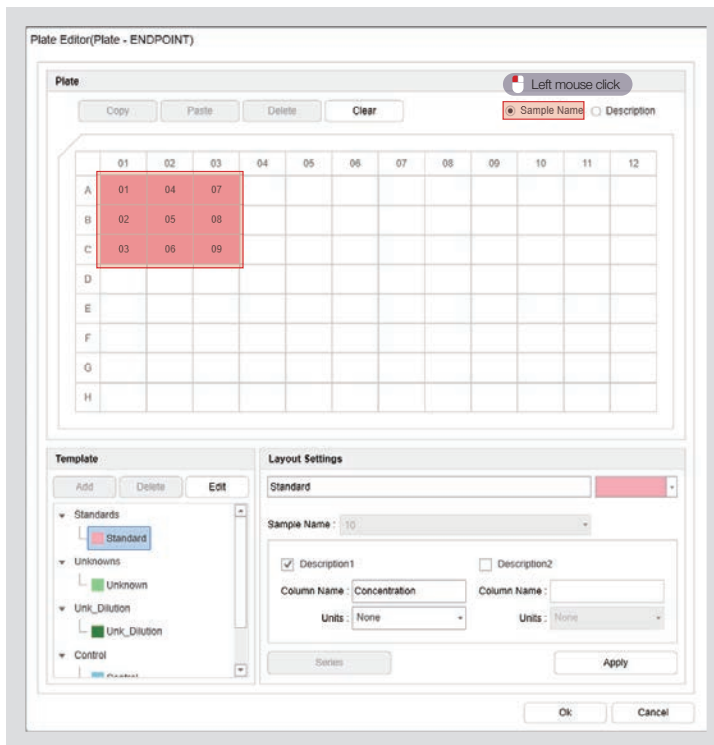 Plate Editor(Plate - ENDPOINT)
Plate
Left mouse click
Copy Paste Delete Clear Sample Name Description
01 02 03 04 05 06 07 08 09 10 11 12
A 01 04 07
B 02 05 08
C 03 06 09
D
E
F
G
H
Template
Add Delete Edit
Standards
Standard
Unknowns
Unknown
Unk_Dilution
Unk_Dilution
Control
Control
Layout Settings
Standard
Sample Name : 10
Description1 Description2
Column Name : Concentration Column Name :
Units : None Units : None
Series Apply
Ok Cancel